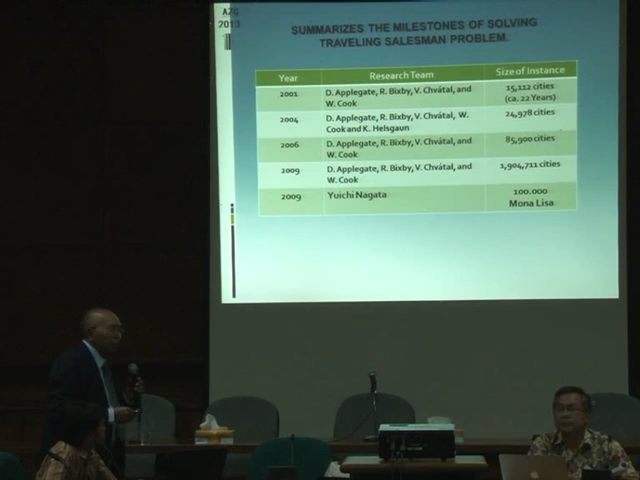 AZG
2013
SUMMARIZES THE MILESTONES OF SOLVING
TRAVELING SALESMAN PROBLEM.
Year Research Team Size of Instance
2001 D. Applegate, R. Bixby, V. Chvátal, and W. Cook 15,112 cities (ca. 22 Years)
2004 D. Applegate, R. Bixby, V. Chvátal, W. Cook and K. Helsgaun 24,978 cities
2006 D. Applegate, R. Bixby, V. Chvátal, and W. Cook 85,900 cities
2009 D. Applegate, R. Bixby, V. Chvátal, and W. Cook 1,904,711 cities
2009 Yuichi Nagata 100.000 Mona Lisa